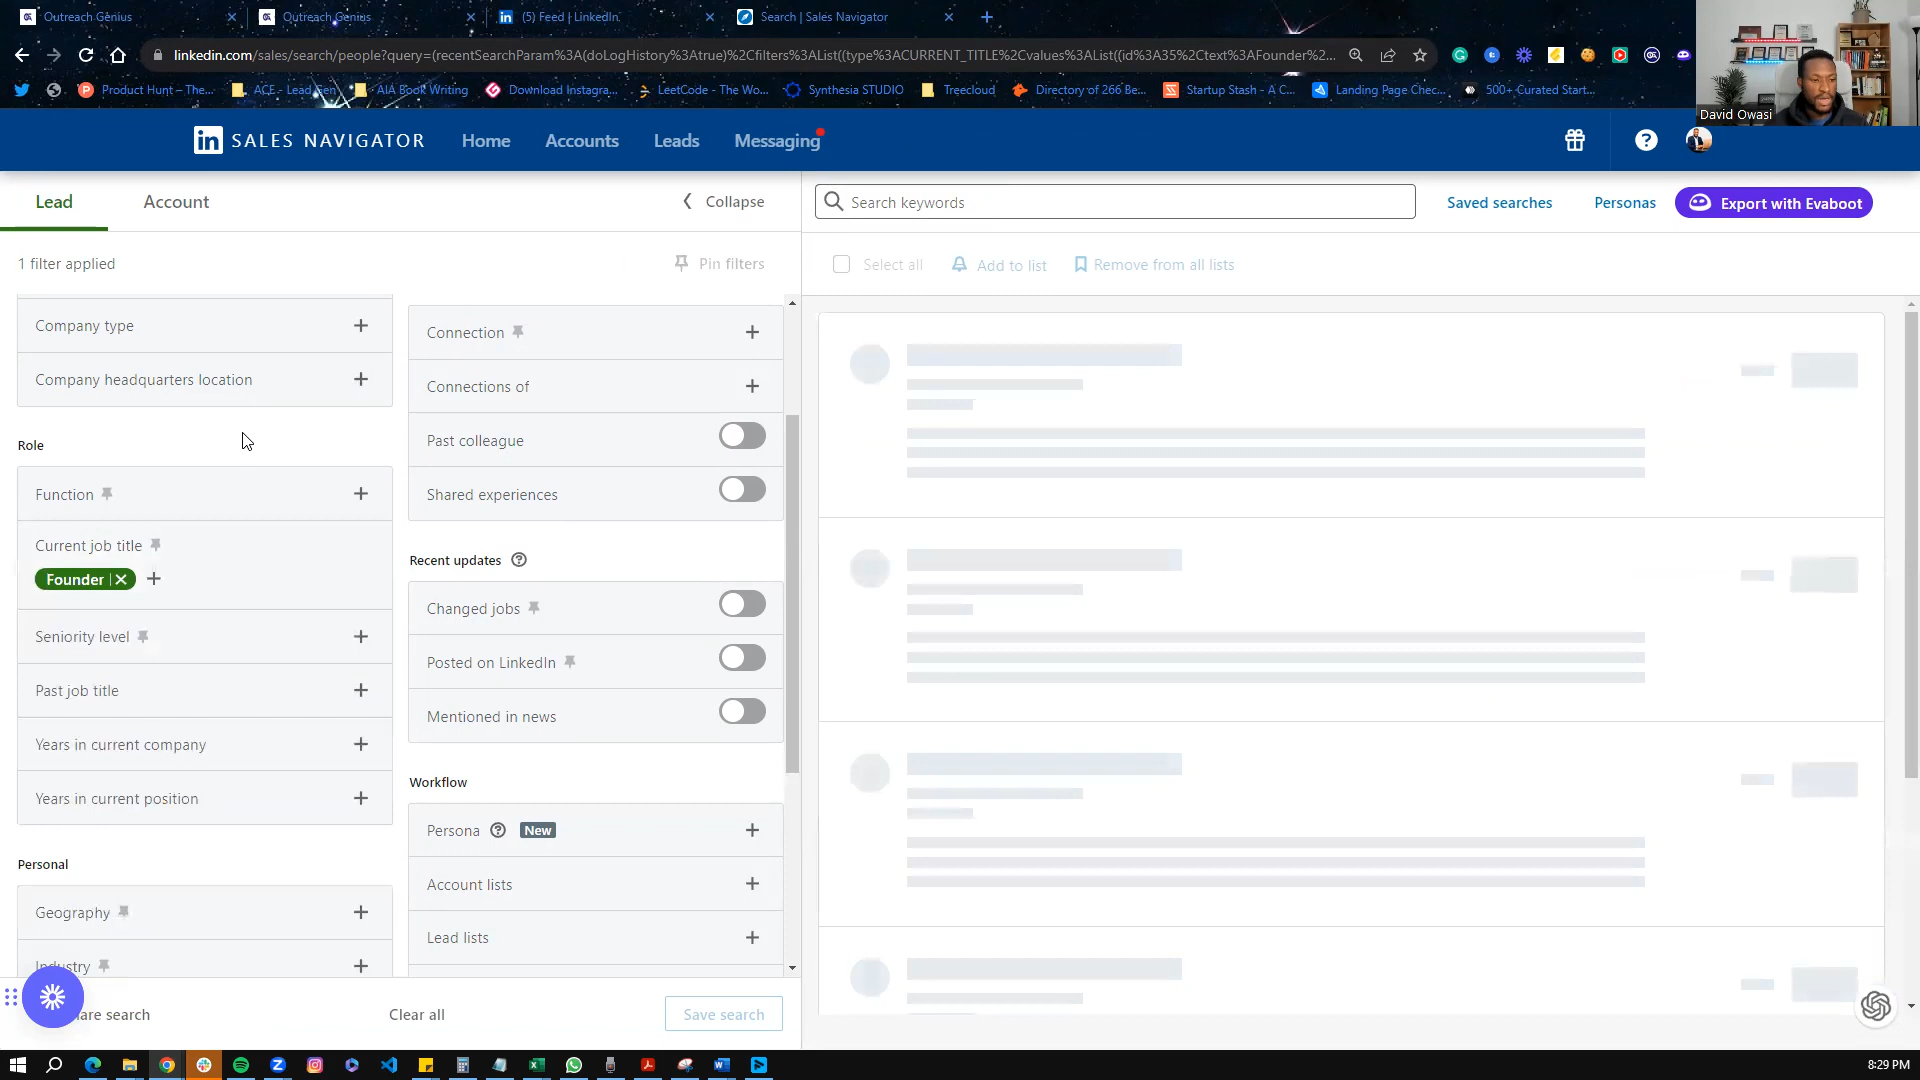 Outreach Genius
Outreach Genius
(5) Feed | LinkedIn
Search | Sales Navigator
linkedin.com/sales/search/people?query=(recentSearchParam%3A(doLogHistory%3Atrue)%2Cfilters%3AList((type%3ACURRENT_TITLE%2Cvalues%3AList((id%3A35%2Ctext%3AFounder%2...
Product Hunt – The...
ACE - Lead Gen
AIA Book Writing
Download Instagra...
LeetCode - The Wo...
Synthesia STUDIO
Treecloud
Directory of 266 Be...
Startup Stash - A C...
Landing Page Chec...
500+ Curated Start...
David Owasi
in SALES NAVIGATOR
Home
Accounts
Leads
Messaging
Lead
Account
Collapse
Search keywords
Saved searches
Personas
Export with Evaboot
1 filter applied
Pin filters
Select all
Add to list
Remove from all lists
Company type
Company headquarters location
Role
Function
Current job title
Founder
Seniority level
Past job title
Years in current company
Years in current position
Personal
Geography
Industry
Connection
Connections of
Past colleague
Shared experiences
Recent updates
Changed jobs
Posted on LinkedIn
Mentioned in news
Workflow
Persona
New
Account lists
Lead lists
are search
Clear all
Save search
8:29 PM